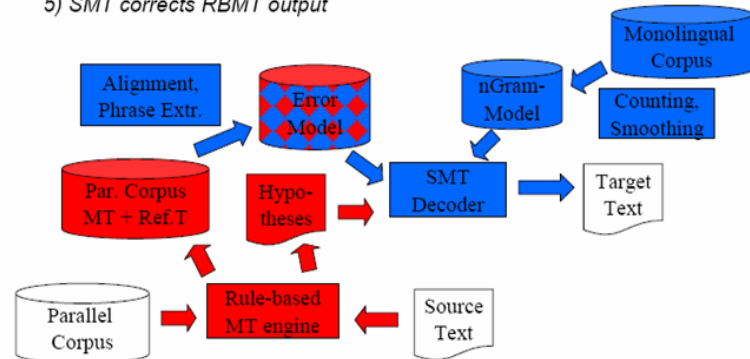 5) SMT corrects RBMT output
Monolingual
Corpus
Alignment,
Phrase Extr.
Error
Model
nGram-
Model
Counting,
Smoothing
Par. Corpus
MT + Ref.T
Hypo-
theses
SMT
Decoder
Target
Text
Parallel
Corpus
Rule-based
MT engine
Source
Text